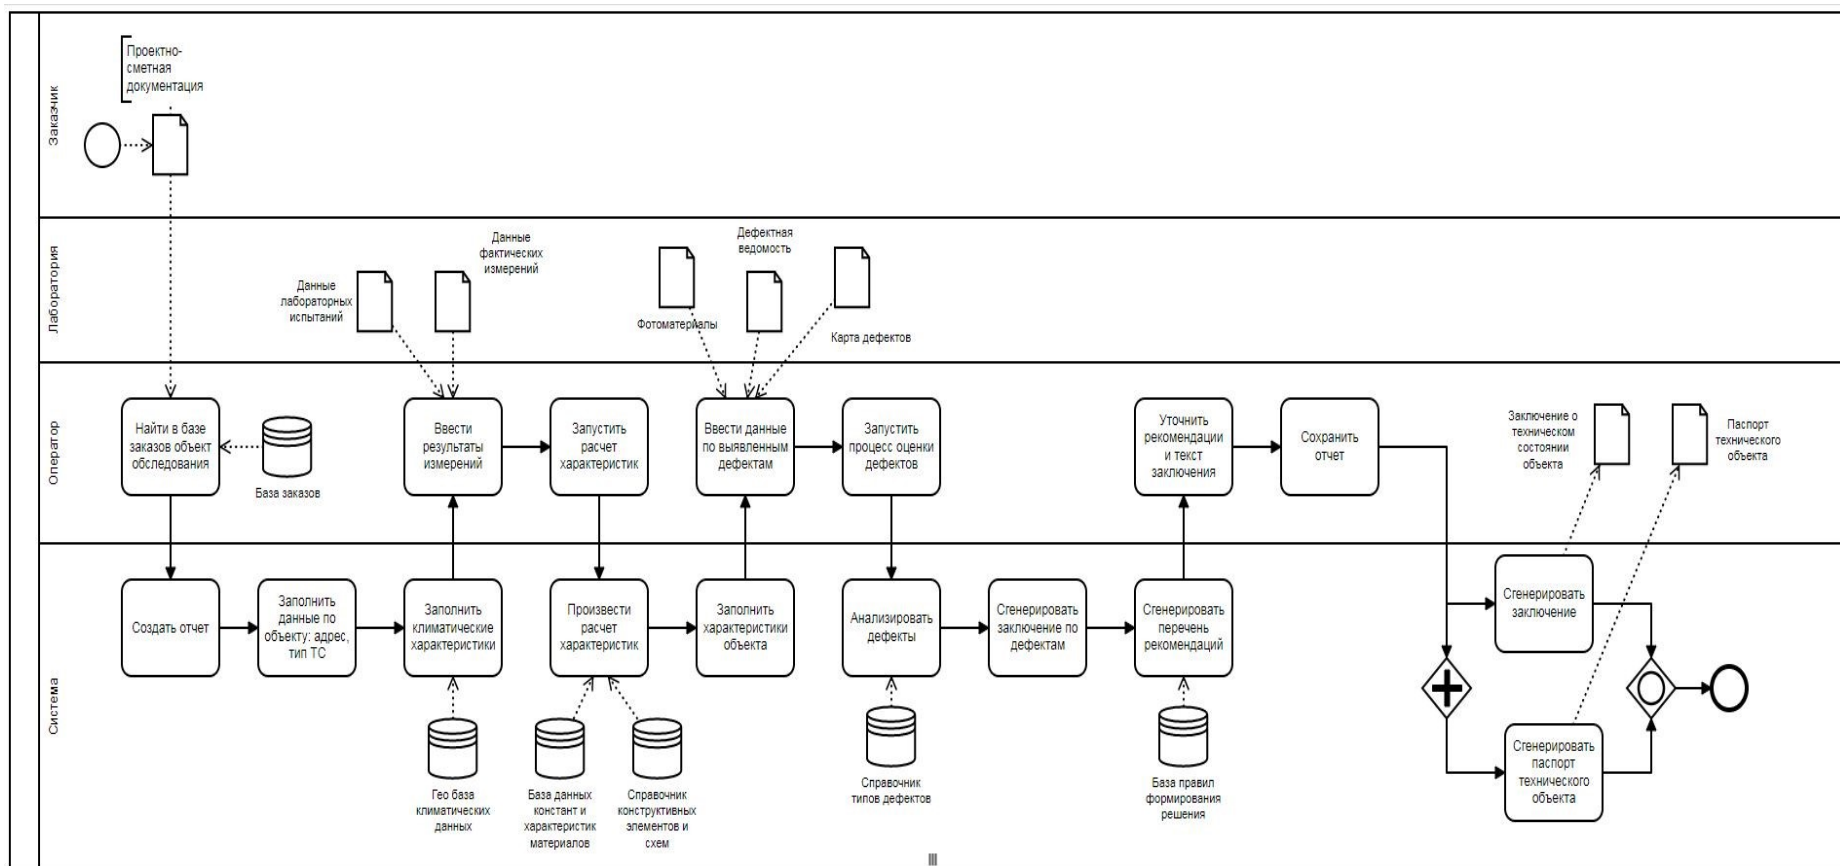 Заказчик
Проектно-
сметная
документация
Лаборатория
Данные
лабораторных
испытаний
Данные
фактических
измерений
Фотоматериалы
Дефектная
ведомость
Карта дефектов
Оператор
Найти в базе
заказов объект
обследования
База заказов
Ввести
результаты
измерений
Запустить
расчет
характеристик
Ввести данные
по выявленным
дефектам
Запустить
процесс оценки
дефектов
Уточнить
рекомендации
и текст
заключения
Сохранить
отчет
Заключение о
техническом
состоянии
объекта
Паспорт
технического
объекта
Система
Создать отчет
Заполнить
данные по
объекту: адрес,
тип ТС
Заполнить
климатические
характеристики
Произвести
расчет
характеристик
Заполнить
характеристики
объекта
Анализировать
дефекты
Сгенерировать
заключение по
дефектам
Сгенерировать
перечень
рекомендаций
Сгенерировать
заключение
Сгенерировать
паспорт
технического
объекта
Гео база
климатических
данных
База данных
констант и
характеристик
материалов
Справочник
конструктивных
элементов и
схем
Справочник
типов дефектов
База правил
формирования
решения